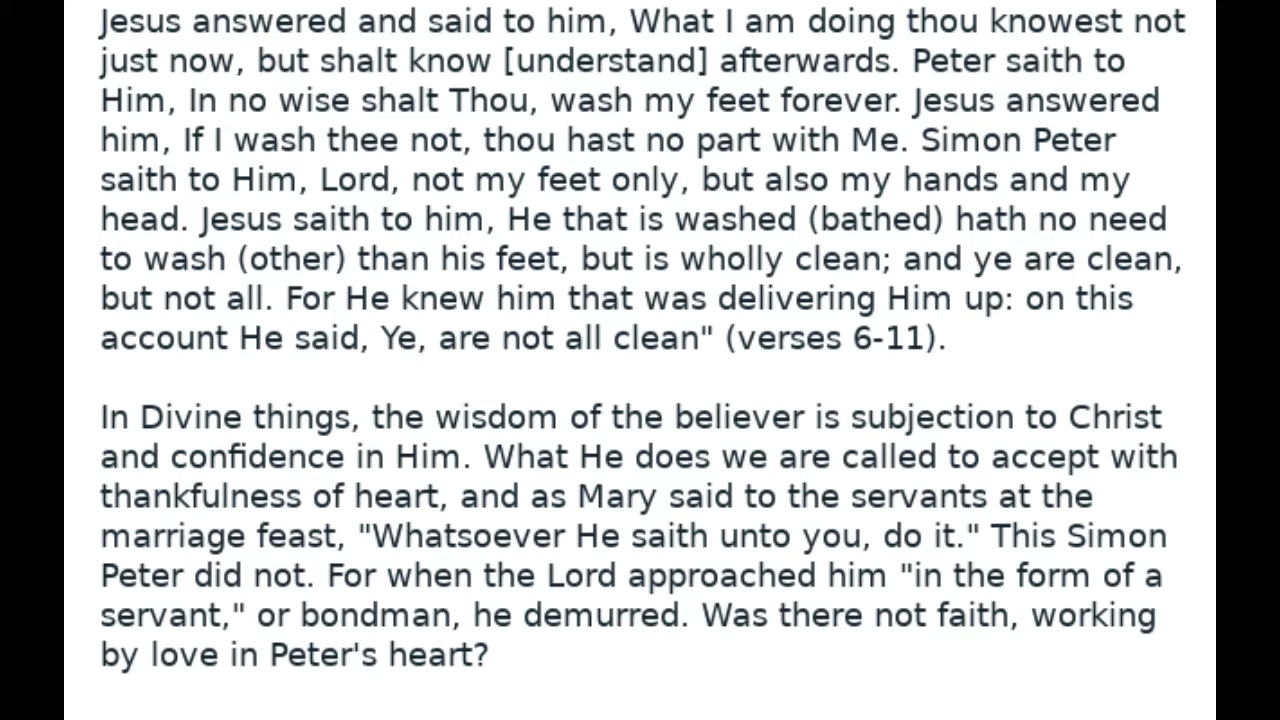 Jesus answered and said to him, What I am doing thou knowest not
just now, but shalt know [understand] afterwards. Peter saith to
Him, In no wise shalt Thou, wash my feet forever. Jesus answered
him, If I wash thee not, thou hast no part with Me. Simon Peter
saith to Him, Lord, not my feet only, but also my hands and my
head. Jesus saith to him, He that is washed (bathed) hath no need
to wash (other) than his feet, but is wholly clean; and ye are clean,
but not all. For He knew him that was delivering Him up: on this
account He said, Ye, are not all clean" (verses 6-11).

In Divine things, the wisdom of the believer is subjection to Christ
and confidence in Him. What He does we are called to accept with
thankfulness of heart, and as Mary said to the servants at the
marriage feast, "Whatsoever He saith unto you, do it." This Simon
Peter did not. For when the Lord approached him "in the form of a
servant," or bondman, he demurred. Was there not faith, working
by love in Peter's heart?